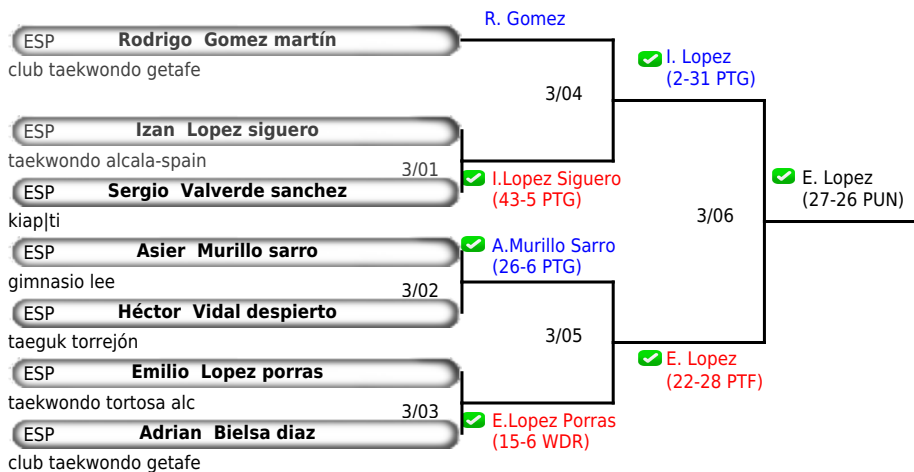 R. Gomez
ESP Rodrigo Gomez martín
club taekwondo getafe
I. Lopez
(2-31 PTG)
3/04
ESP Izan Lopez siguero
taekwondo alcala-spain
3/01
I.Lopez Siguero
(43-5 PTG)
ESP Sergio Valverde sanchez
kiap|ti
E. Lopez
(27-26 PUN)
3/06
ESP Asier Murillo sarro
gimnasio lee
A.Murillo Sarro
(26-6 PTG)
3/02
ESP Héctor Vidal despierto
taeguk torrejón
3/05
E. Lopez
(22-28 PTF)
ESP Emilio Lopez porras
taekwondo tortosa alc
3/03
E.Lopez Porras
(15-6 WDR)
ESP Adrian Bielsa diaz
club taekwondo getafe